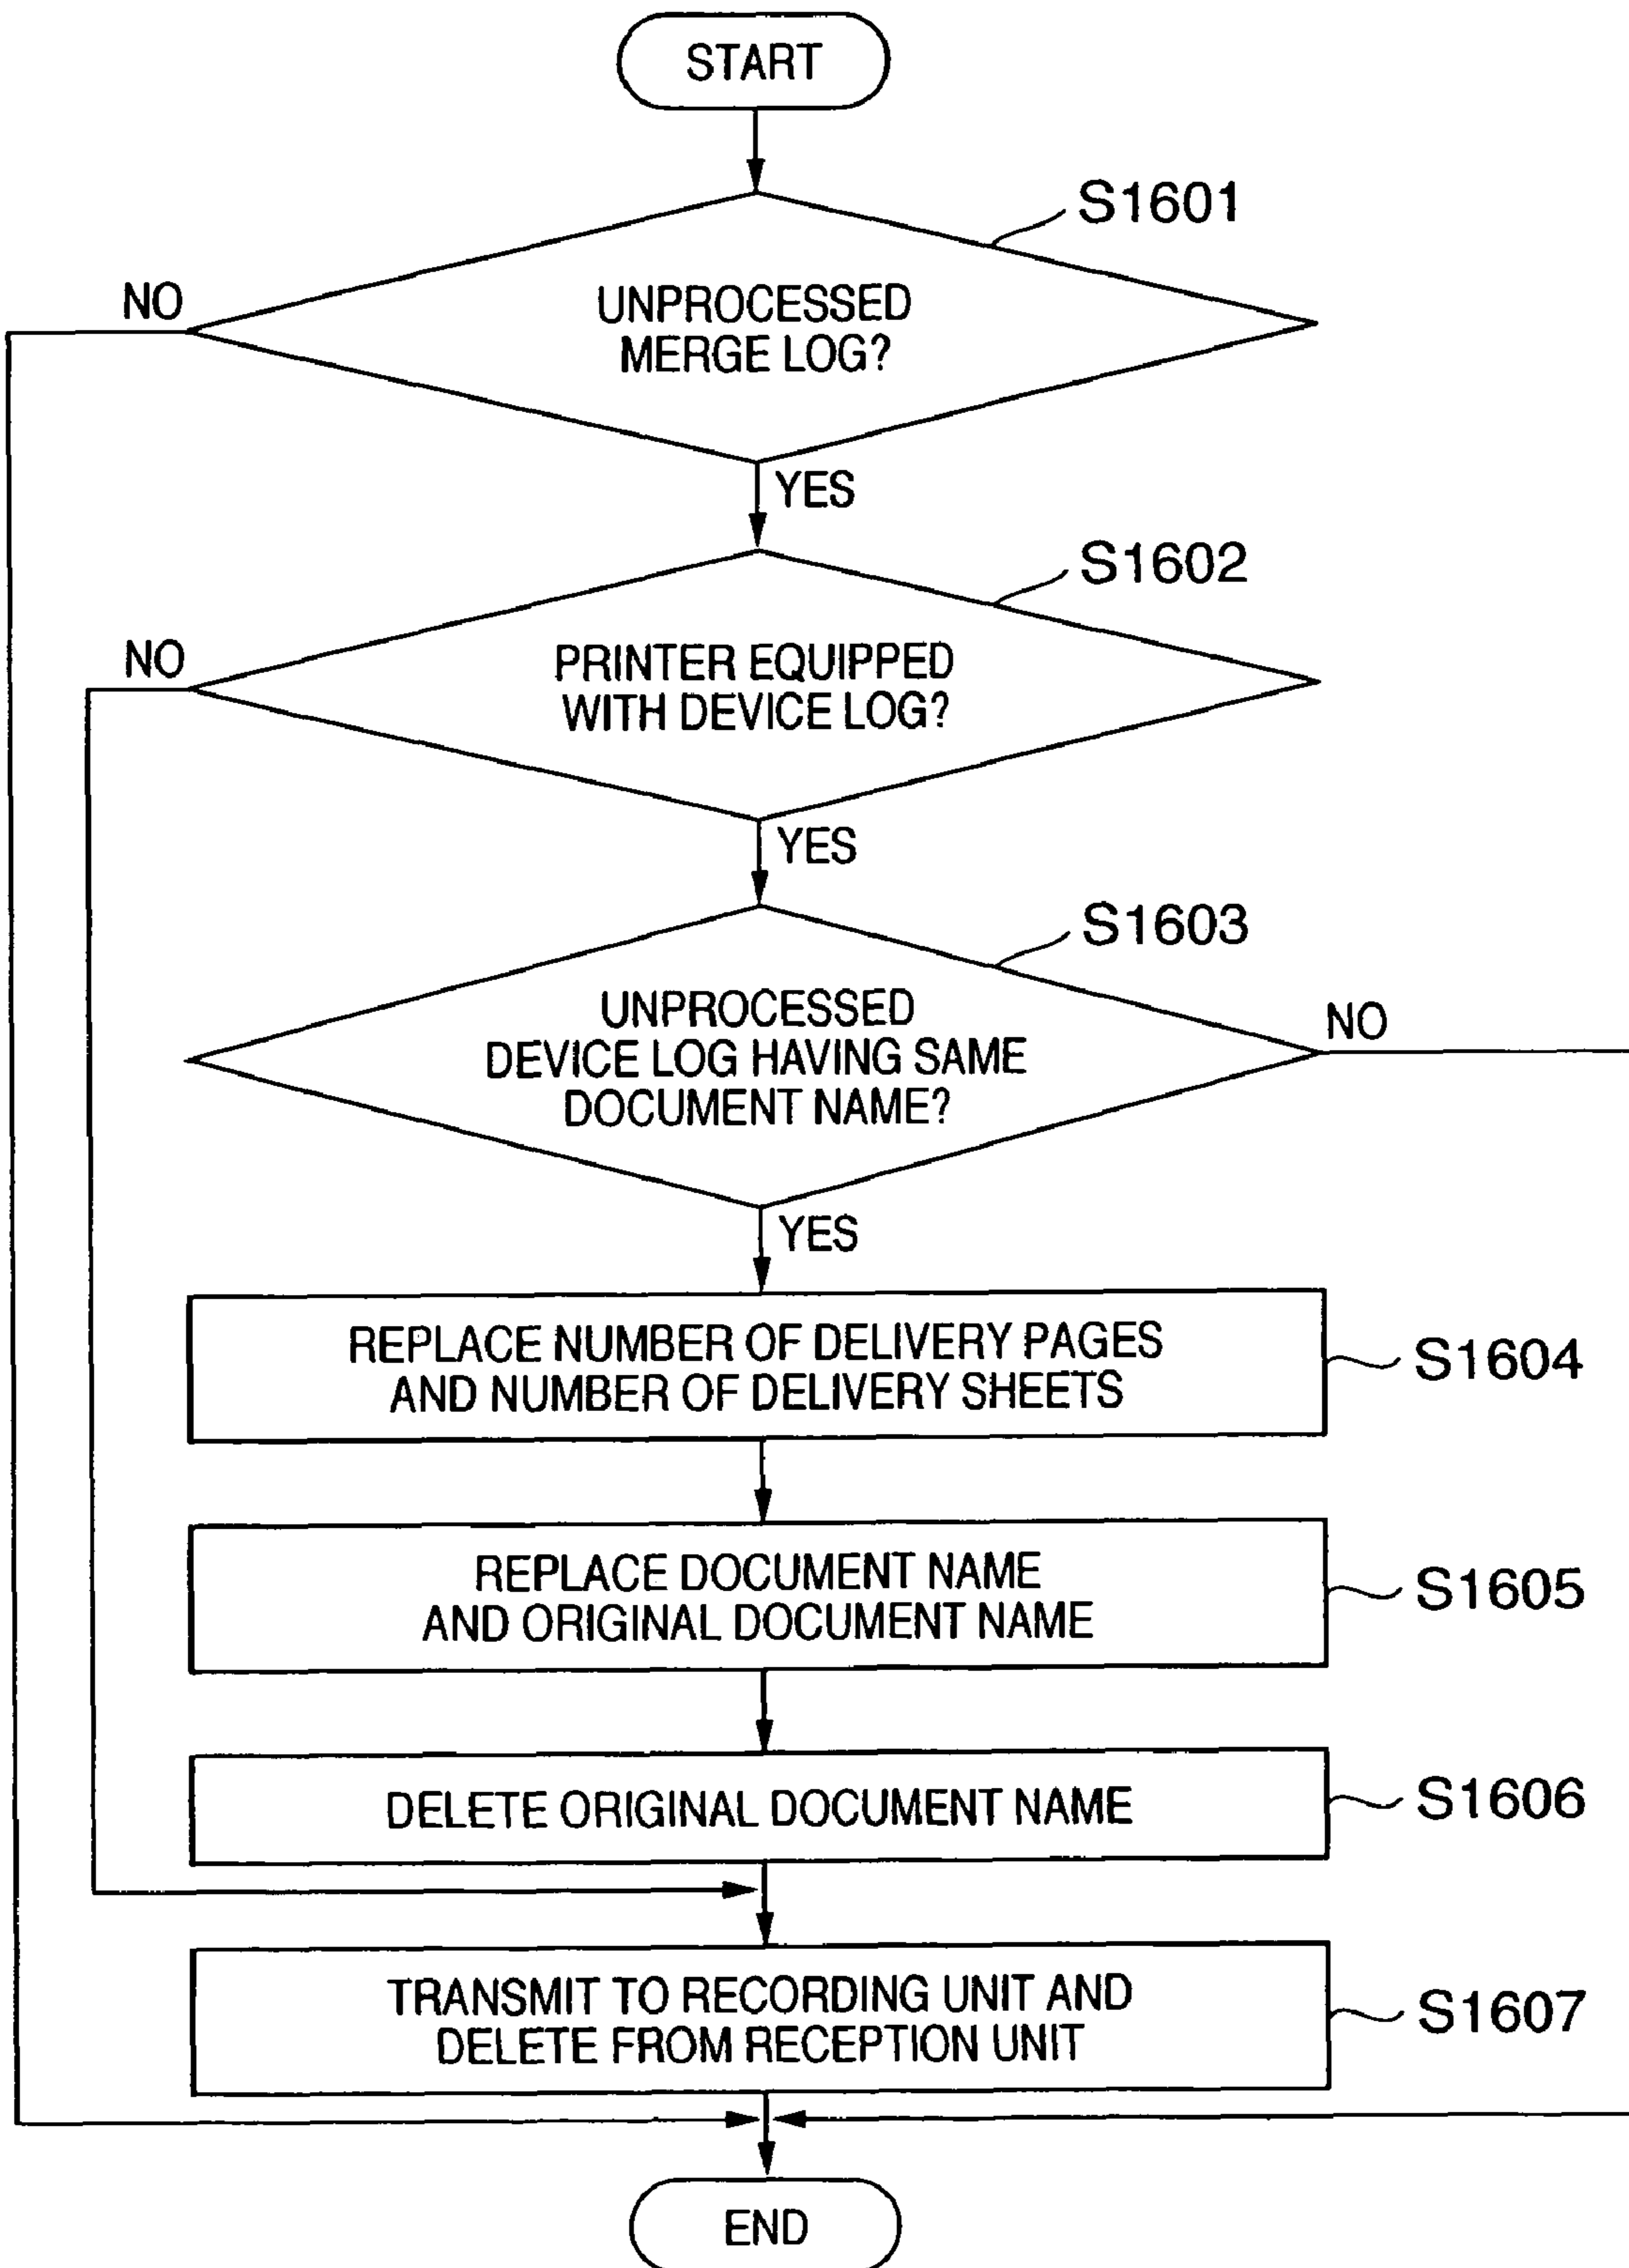 START
S1601
NO
UNPROCESSED
MERGE LOG?
YES
S1602
NO
PRINTER EQUIPPED
WITH DEVICE LOG?
YES
S1603
UNPROCESSED
DEVICE LOG HAVING SAME
DOCUMENT NAME?
NO
YES
REPLACE NUMBER OF DELIVERY PAGES
AND NUMBER OF DELIVERY SHEETS
S1604
REPLACE DOCUMENT NAME
AND ORIGINAL DOCUMENT NAME
S1605
DELETE ORIGINAL DOCUMENT NAME
S1606
TRANSMIT TO RECORDING UNIT AND
DELETE FROM RECEPTION UNIT
S1607
END